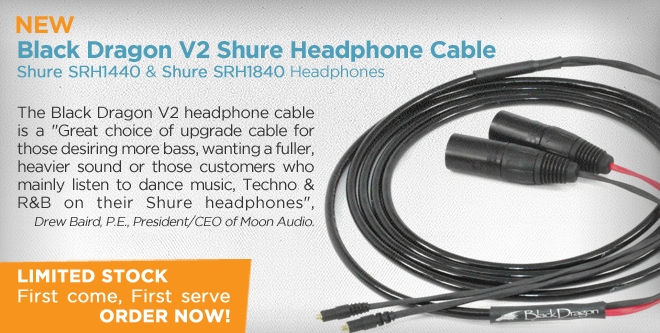 NEW
Black Dragon V2 Shure Headphone Cable
Shure SRH1440 & Shure SRH1840 Headphones
The Black Dragon V2 headphone cable
is a "Great choice of upgrade cable for
those desiring more bass, wanting a fuller,
heavier sound or those customers who
mainly listen to dance music, Techno &
R&B on their Shure headphones",
Drew Baird, P.E., President/CEO of Moon Audio.
LIMITED STOCK
First come, First serve
ORDER NOW!
Black Dragon